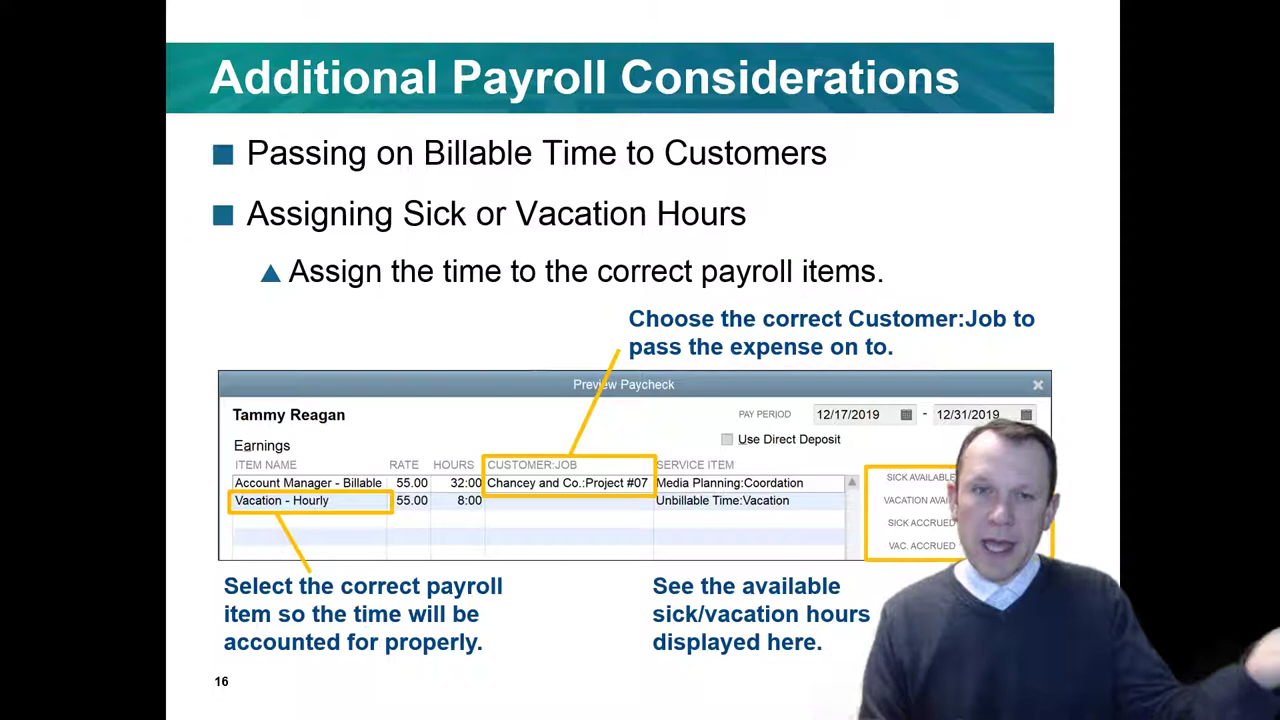 Additional Payroll Considerations
Passing on Billable Time to Customers
Assigning Sick or Vacation Hours
Assign the time to the correct payroll items.
Choose the correct Customer:Job to
pass the expense on to.
Preview Paycheck
Tammy Reagan
PAY PERIOD 12/17/2019 - 12/31/2019
Use Direct Deposit
Earnings
ITEM NAME RATE HOURS CUSTOMER:JOB SERVICE ITEM
Account Manager - Billable 55.00 32:00 Chancey and Co.:Project #07 Media Planning:Coordation
Vacation - Hourly 55.00 8:00 Unbillable Time:Vacation
SICK AVAILABLE
VACATION
SICK ACCRUED
VAC. ACCRUED
Select the correct payroll
item so the time will be
accounted for properly.
See the available
sick/vacation hours
displayed here.
16